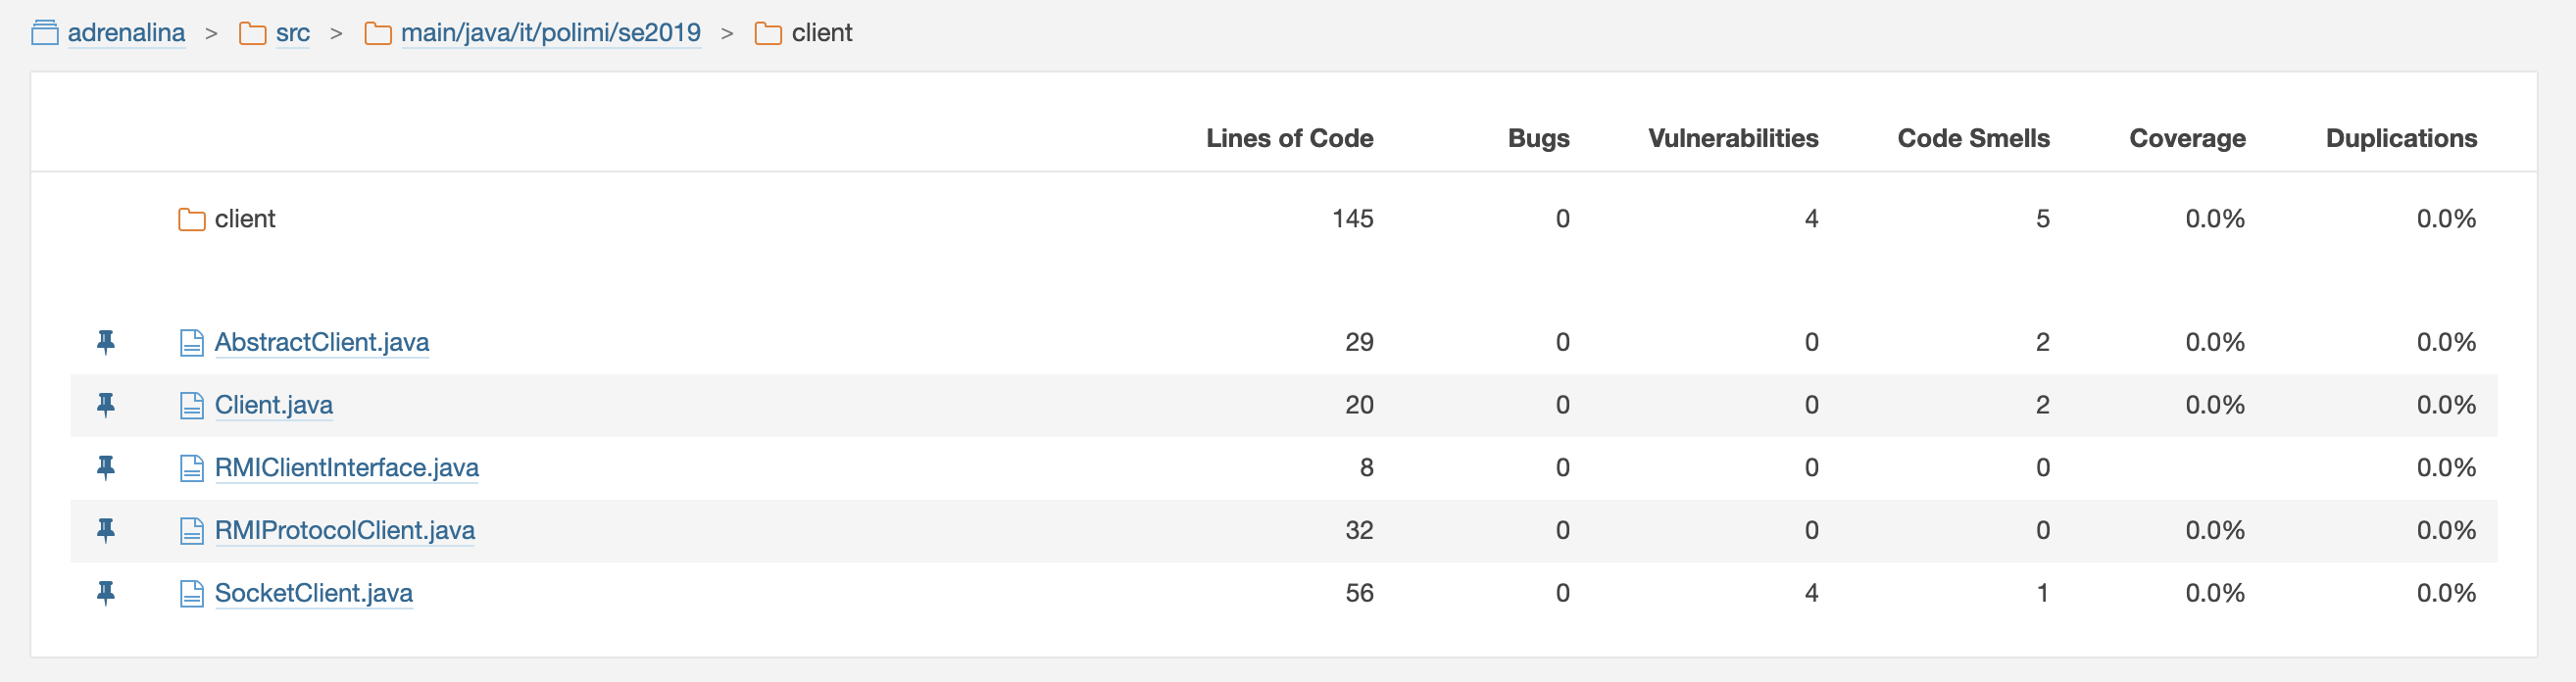 adrenalina > src > main/java/it/polimi/se2019 > client
Lines of Code Bugs Vulnerabilities Code Smells Coverage Duplications
client 145 0 4 5 0.0% 0.0%
AbstractClient.java 29 0 0 2 0.0% 0.0%
Client.java 20 0 0 2 0.0% 0.0%
RMIClientInterface.java 8 0 0 0 0.0%
RMIProtocolClient.java 32 0 0 0 0.0% 0.0%
SocketClient.java 56 0 4 1 0.0% 0.0%